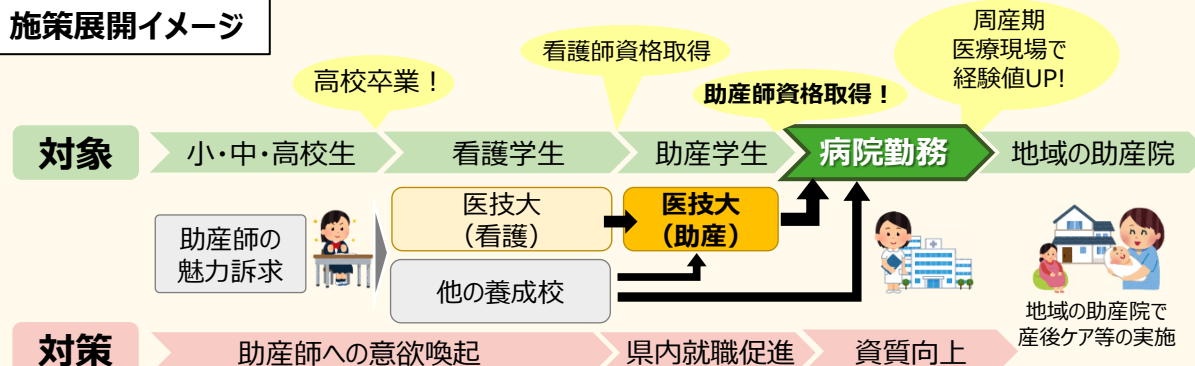 施策展開イメージ
高校卒業！
看護師資格取得
助産師資格取得！
周産期
医療現場で
経験値UP!
対象
小・中・高校生
看護学生
助産学生
病院勤務
地域の助産院
助産師の
魅力訴求
医技大
（看護）
医技大
（助産）
他の養成校
地域の助産院で
産後ケア等の実施
対策
助産師への意欲喚起
県内就職促進
資質向上